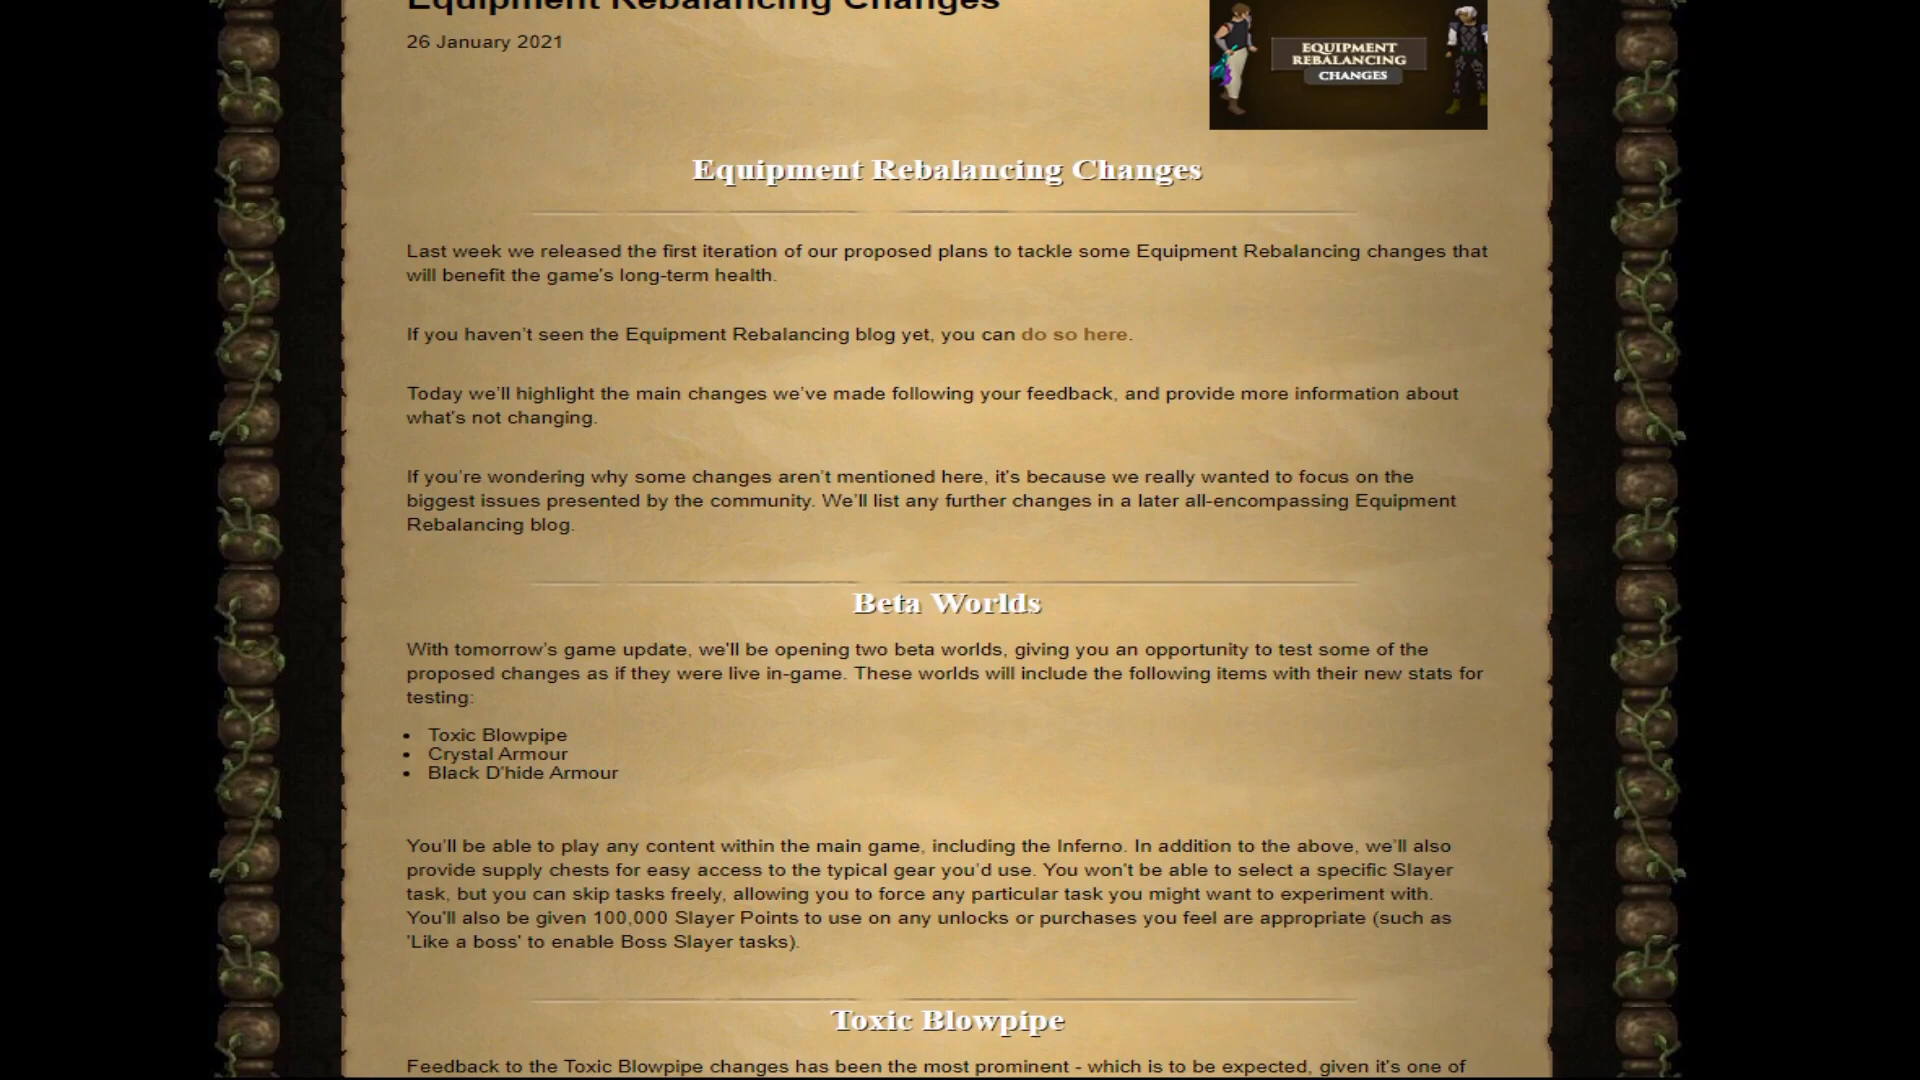 Equipment Rebalancing Changes
26 January 2021
EQUIPMENT
REBALANCING
CHANGES
Equipment Rebalancing Changes
Last week we released the first iteration of our proposed plans to tackle some Equipment Rebalancing changes that
will benefit the game's long-term health.
If you haven't seen the Equipment Rebalancing blog yet, you can do so here.
Today we'll highlight the main changes we've made following your feedback, and provide more information about
what's not changing.
If you're wondering why some changes aren't mentioned here, it's because we really wanted to focus on the
biggest issues presented by the community. We'll list any further changes in a later all-encompassing Equipment
Rebalancing blog.
Beta Worlds
With tomorrow's game update, we'll be opening two beta worlds, giving you an opportunity to test some of the
proposed changes as if they were live in-game. These worlds will include the following items with their new stats for
testing:
• Toxic Blowpipe
• Crystal Armour
• Black D'hide Armour
You'll be able to play any content within the main game, including the Inferno. In addition to the above, we'll also
provide supply chests for easy access to the typical gear you'd use. You won't be able to select a specific Slayer
task, but you can skip tasks freely, allowing you to force any particular task you might want to experiment with.
You'll also be given 100,000 Slayer Points to use on any unlocks or purchases you feel are appropriate (such as
'Like a boss' to enable Boss Slayer tasks).
Toxic Blowpipe
Feedback to the Toxic Blowpipe changes has been the most prominent - which is to be expected, given it's one of